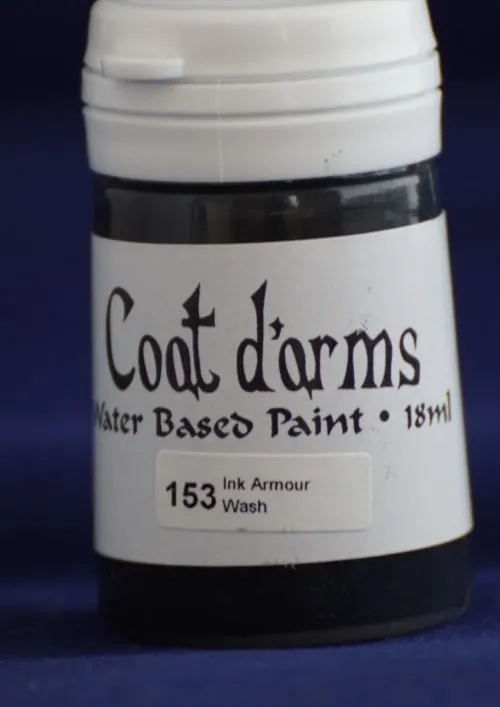 Coat d'arms
Water Based Paint • 18ml
153 Ink Armour
Wash